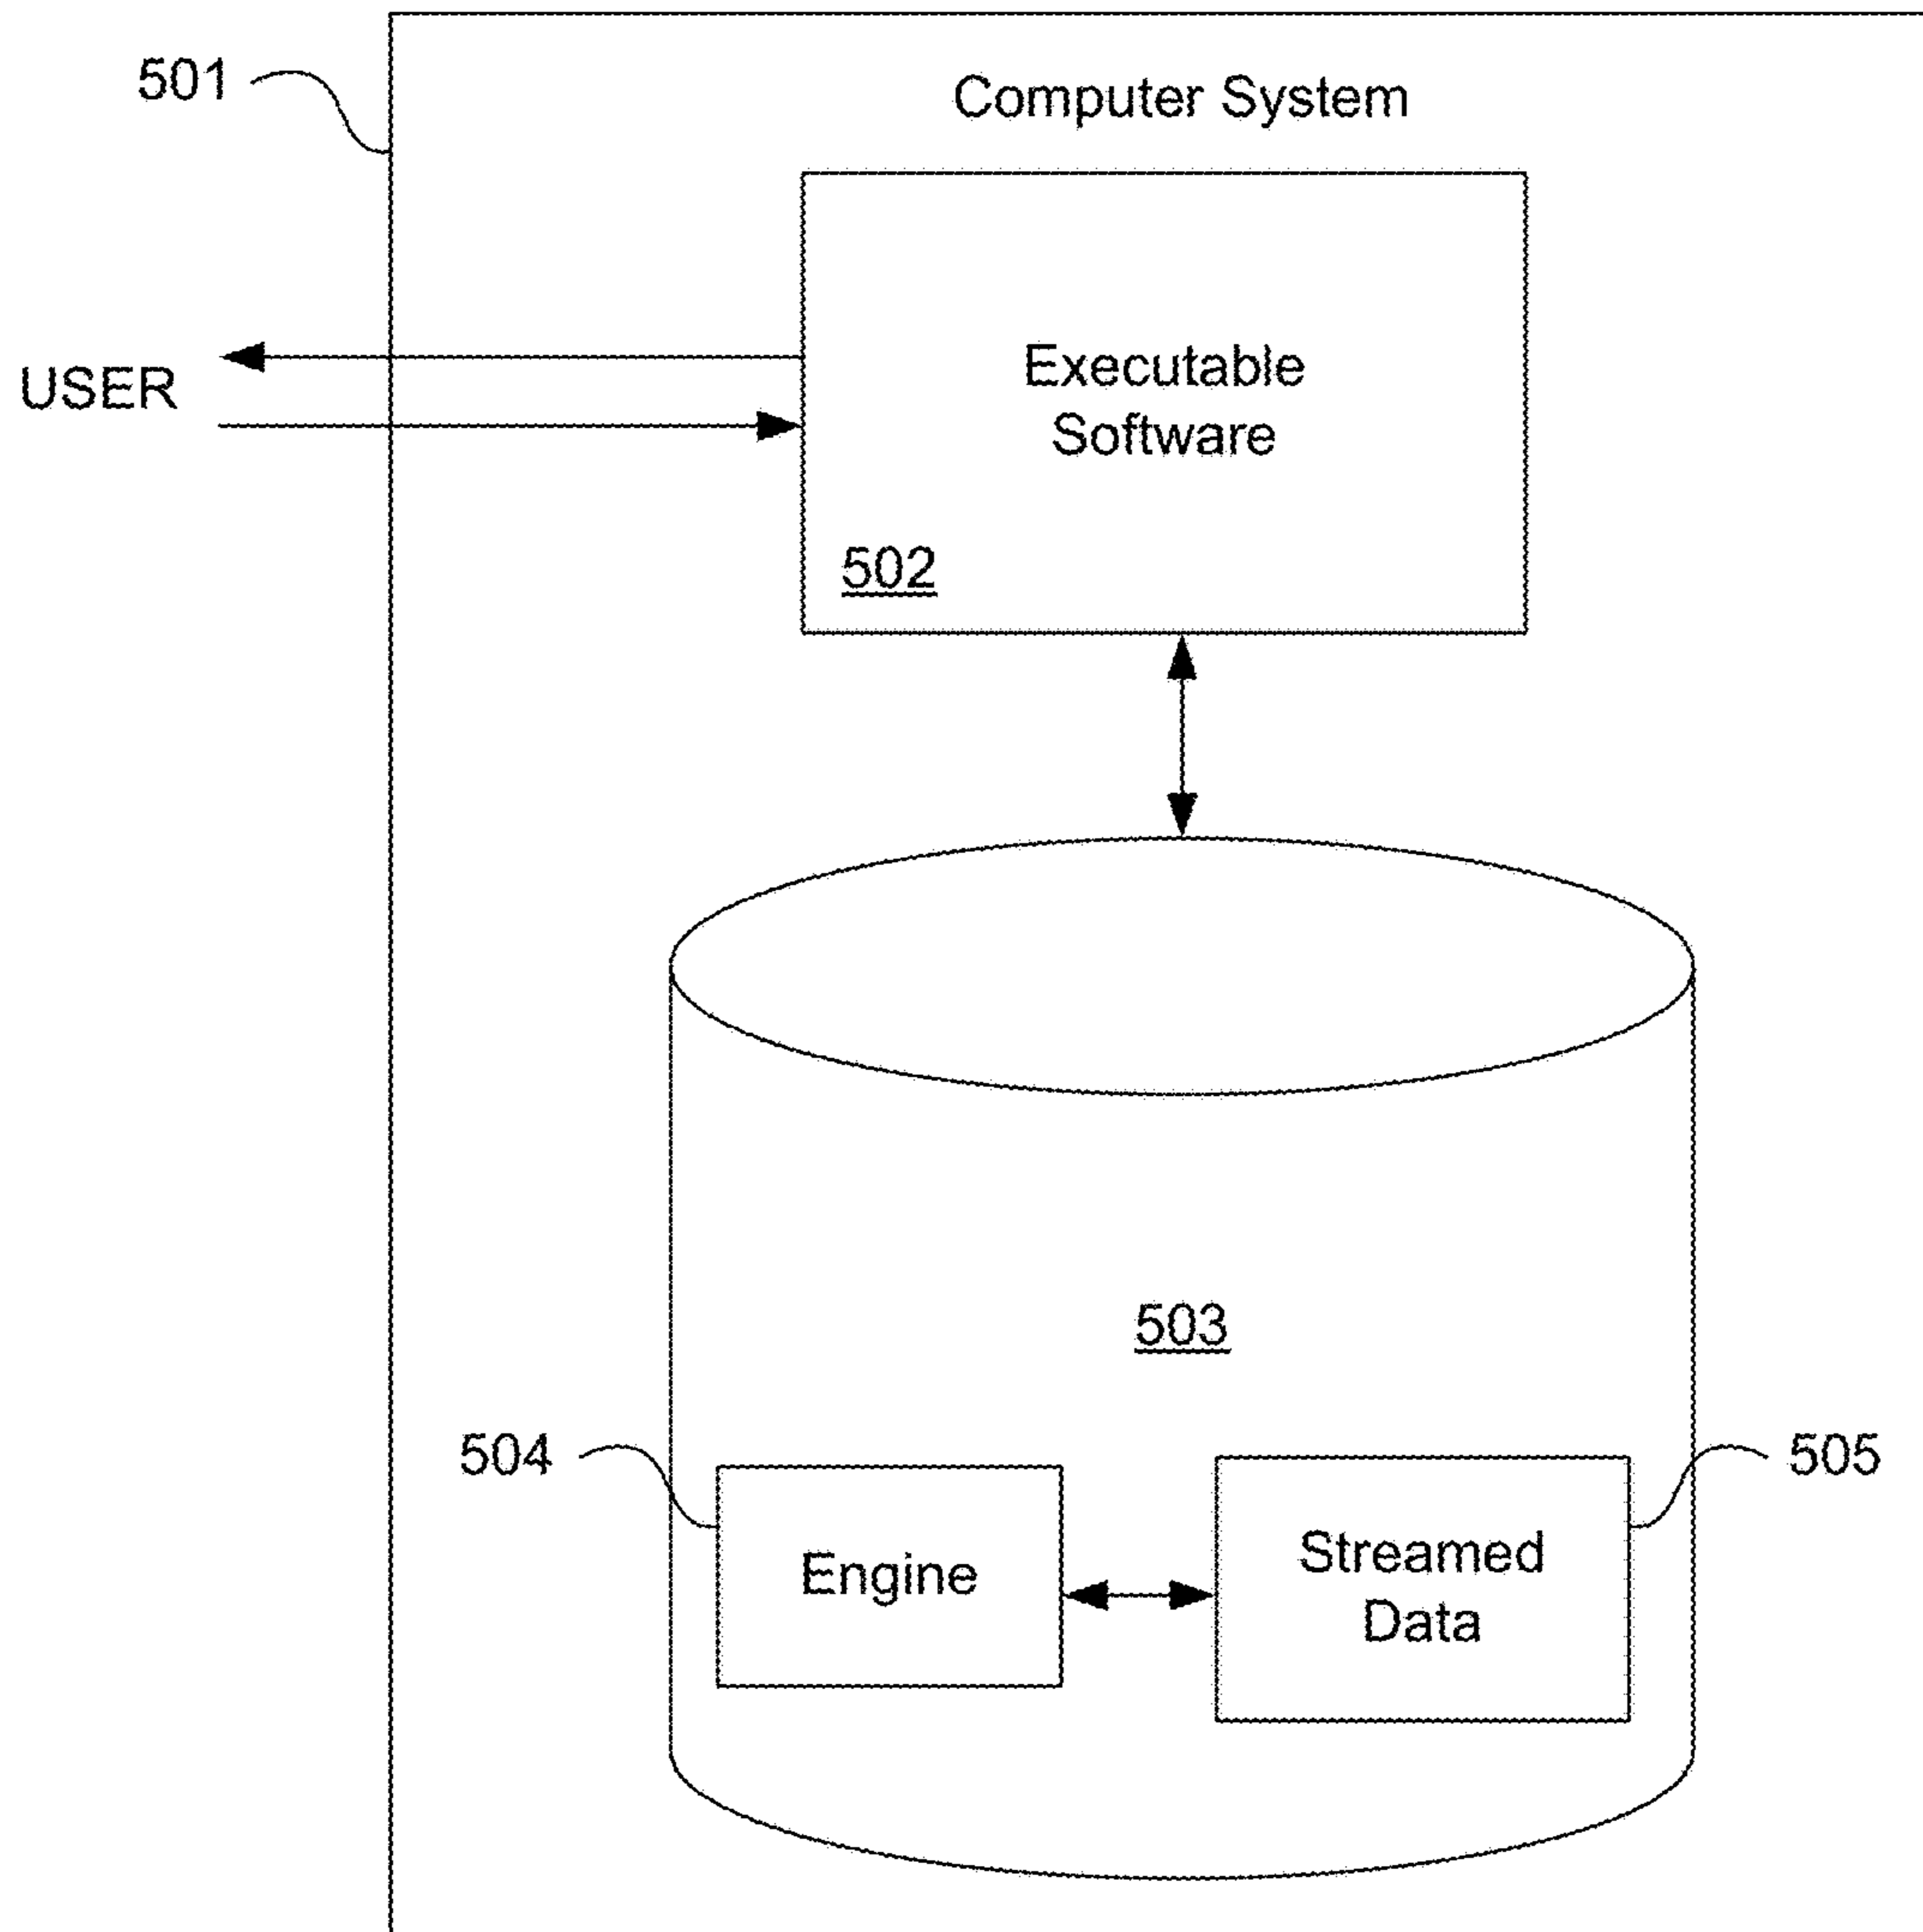 501
Computer System
USER
Executable
Software
502
503
504
505
Engine
Streamed
Data